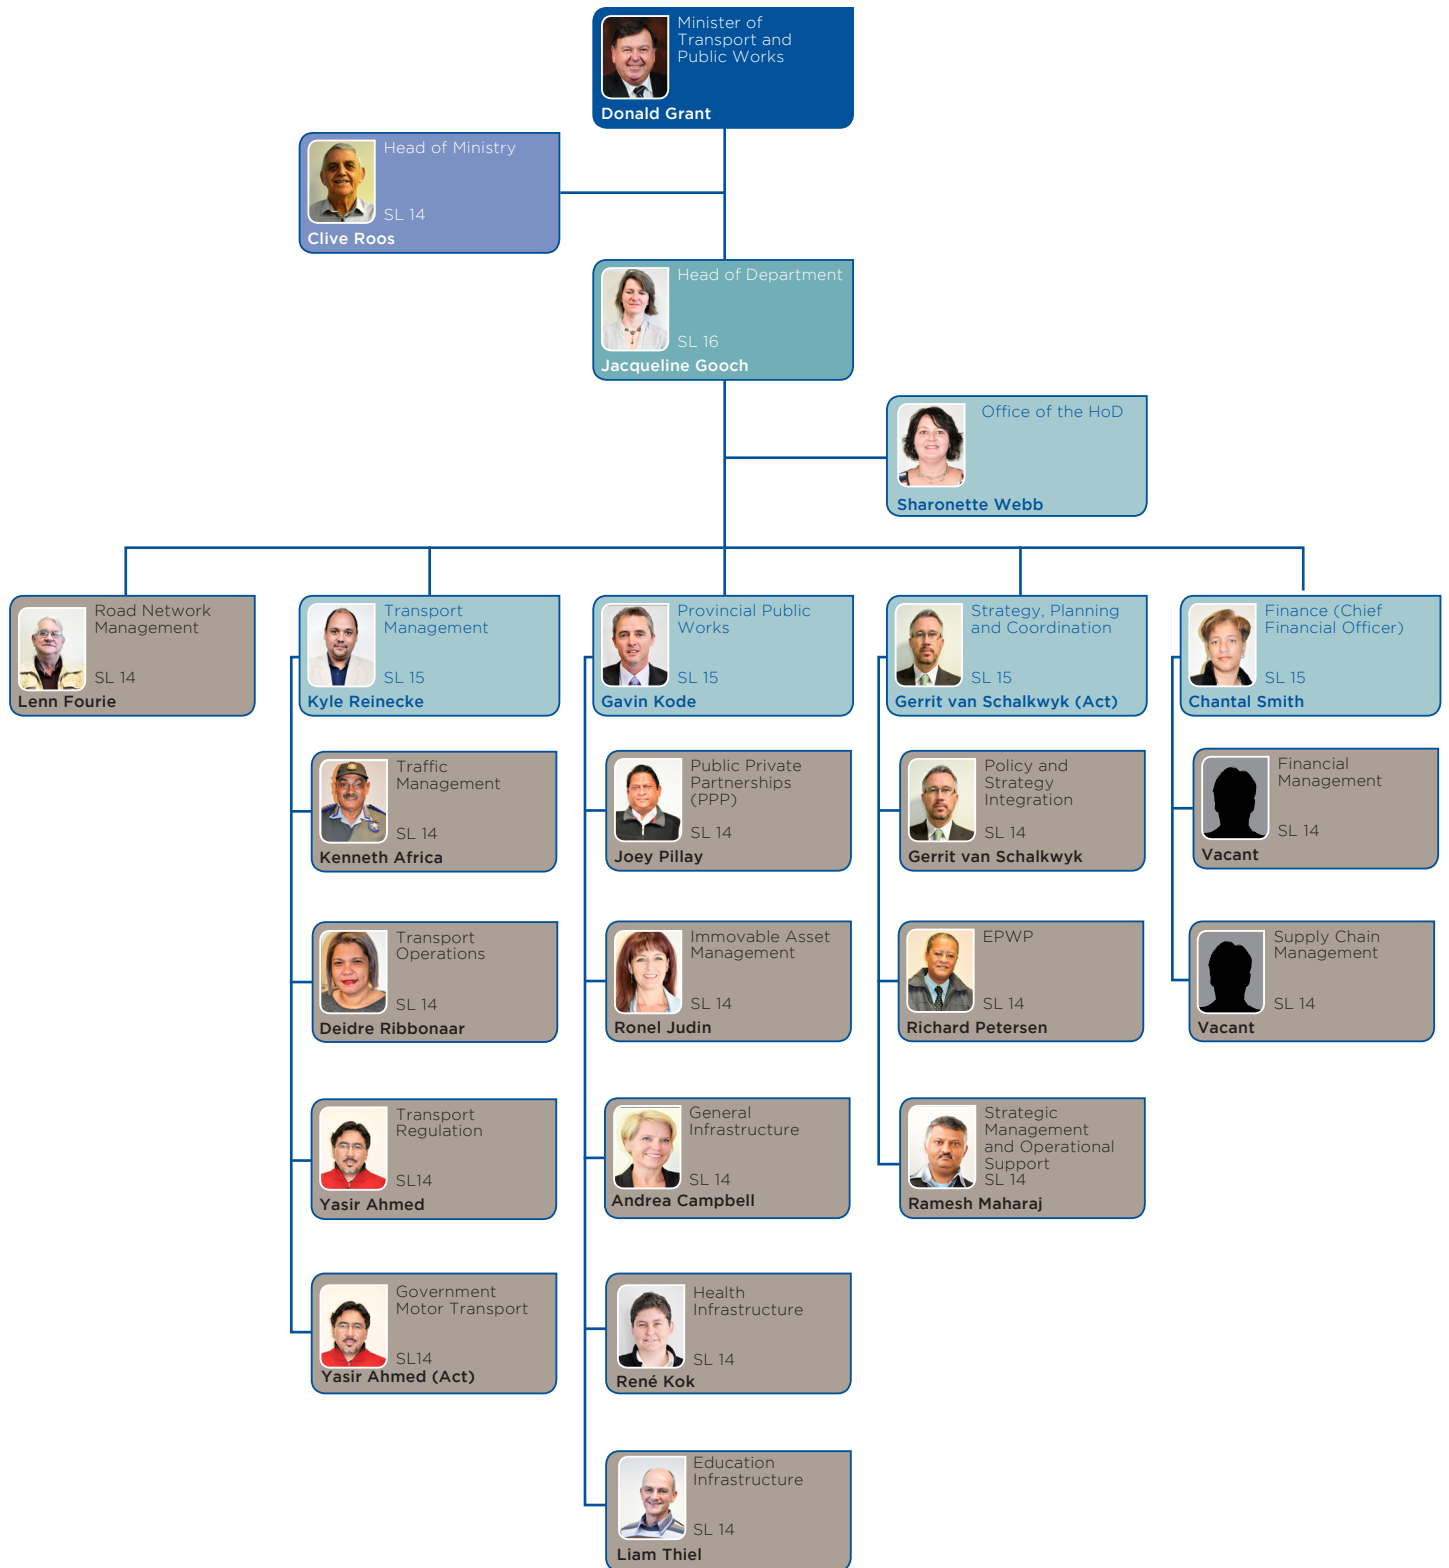 Minister of
Transport and
Public Works
Donald Grant
Head of Ministry
SL 14
Clive Roos
Head of Department
SL 16
Jacqueline Gooch
Office of the HoD
Sharonette Webb
Road Network
Management
SL 14
Lenn Fourie
Transport
Management
SL 15
Kyle Reinecke
Provincial Public
Works
SL 15
Gavin Kode
Strategy, Planning
and Coordination
SL 15
Gerrit van Schalkwyk (Act)
Finance (Chief
Financial Officer)
SL 15
Chantal Smith
Traffic
Management
SL 14
Kenneth Africa
Public Private
Partnerships
(PPP)
SL 14
Joey Pillay
Policy and
Strategy
Integration
SL 14
Gerrit van Schalkwyk
Financial
Management
SL 14
Vacant
Transport
Operations
SL 14
Deidre Ribbonaar
Immovable Asset
Management
SL 14
Ronel Judin
EPWP
SL 14
Richard Petersen
Supply Chain
Management
SL 14
Vacant
Transport
Regulation
SL14
Yasir Ahmed
General
Infrastructure
SL 14
Andrea Campbell
Strategic
Management
and Operational
Support
SL 14
Ramesh Maharaj
Government
Motor Transport
SL14
Yasir Ahmed (Act)
Health
Infrastructure
SL 14
René Kok
Education
Infrastructure
SL 14
Liam Thiel